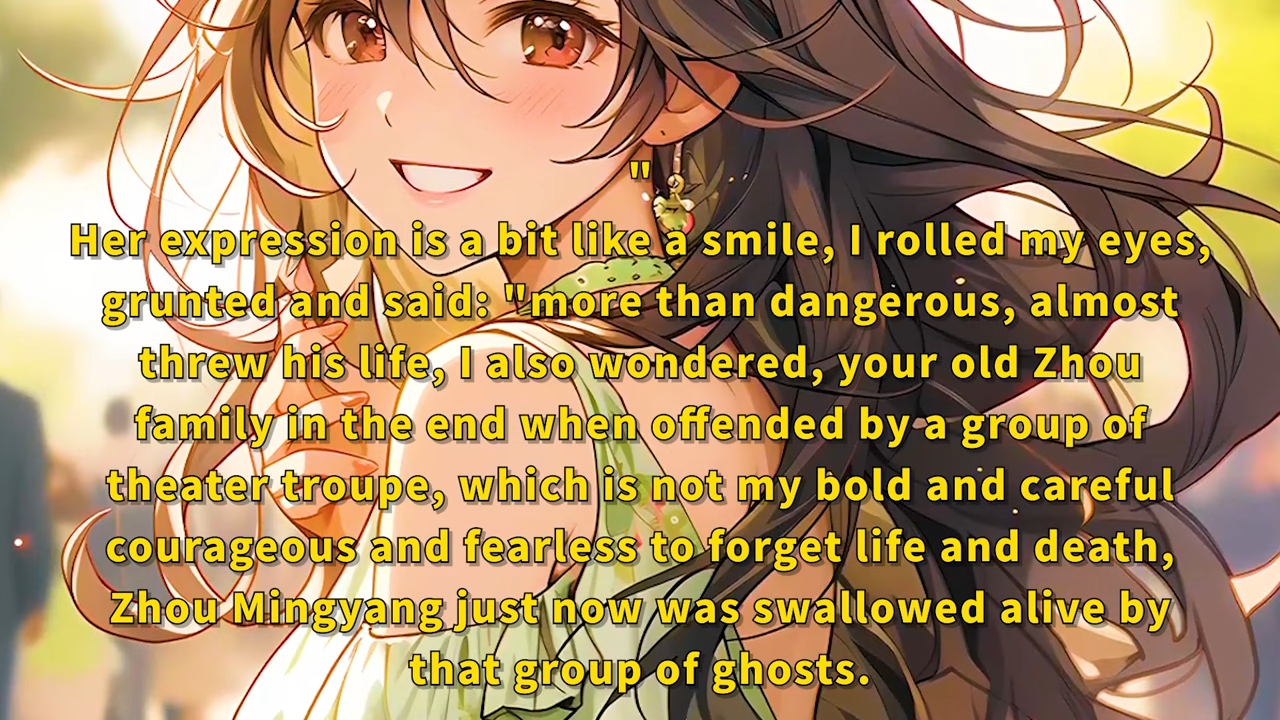 "
Her expression is a bit like a smile, I rolled my eyes,
grunted and said: "more than dangerous, almost
threw his life, I also wondered, your old Zhou
family in the end when offended by a group of
theater troupe, which is not my bold and careful
courageous and fearless to forget life and death,
Zhou Mingyang just now was swallowed alive by
that group of ghosts.